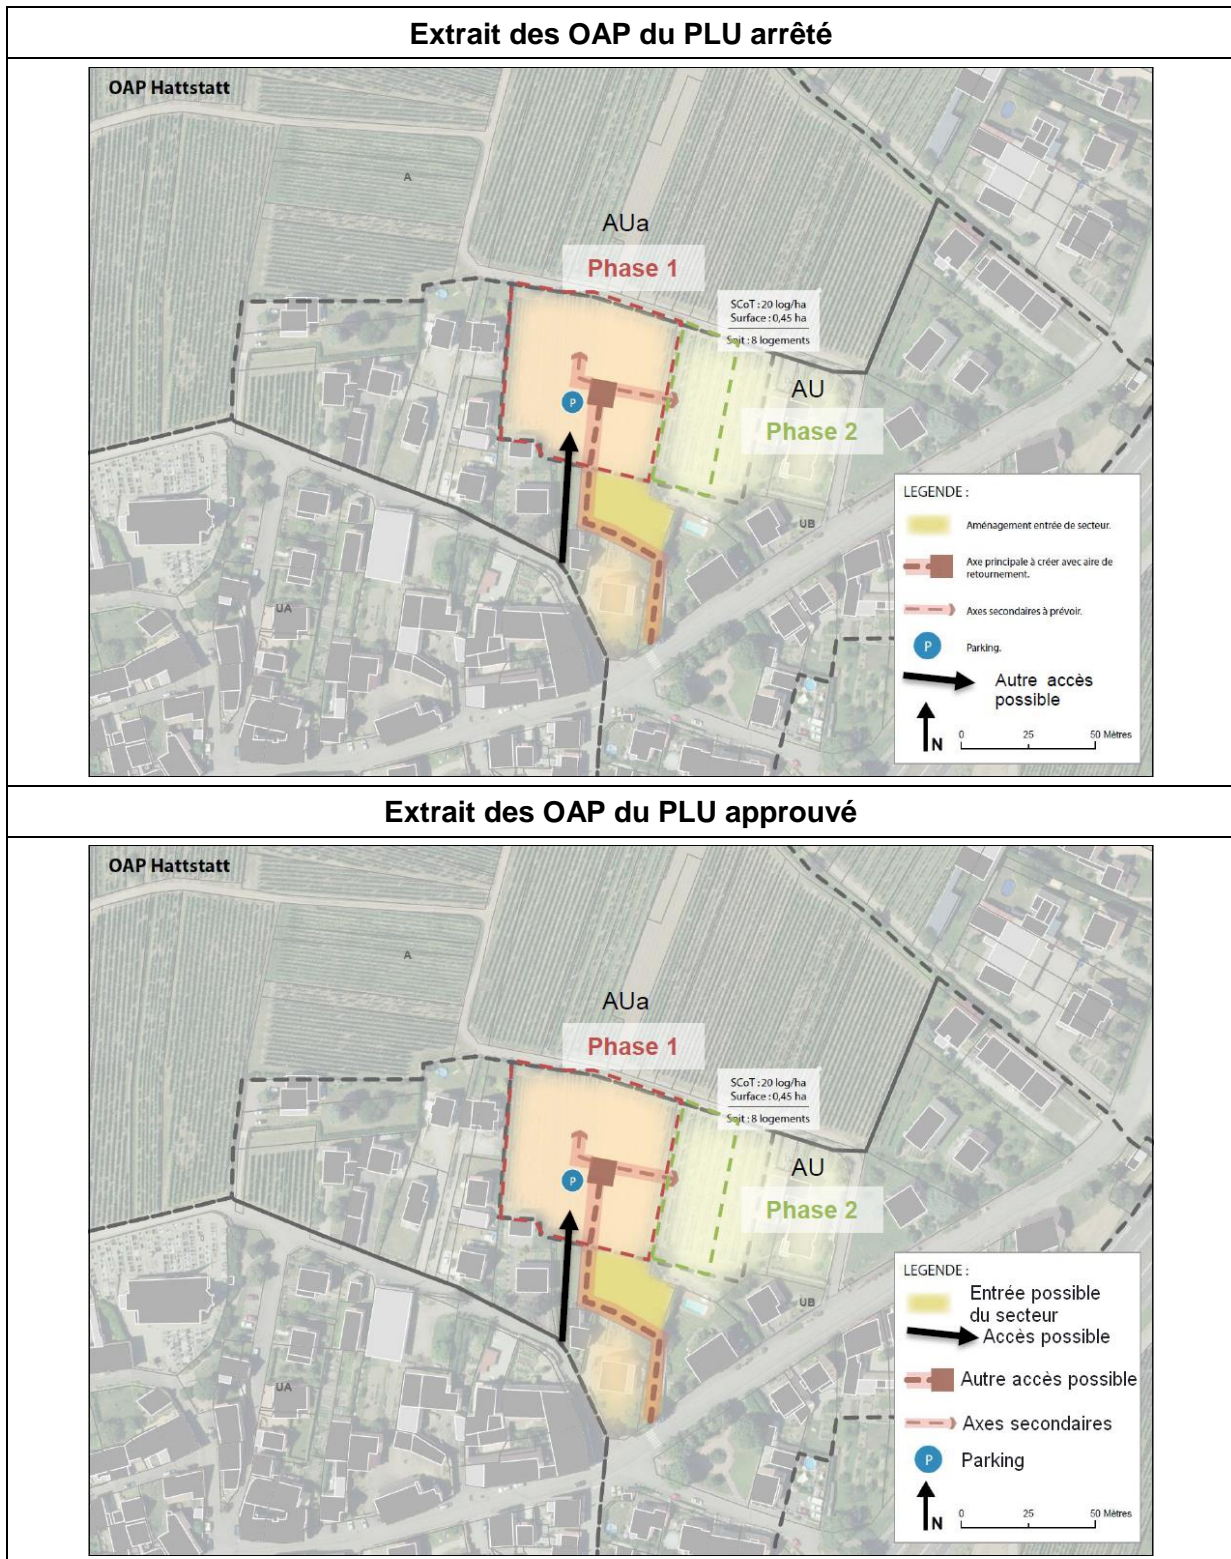 Extrait des OAP du PLU arrêté
OAP Hattstatt
A
AUa
Phase 1
SCoT : 20 log/ha
Surface : 0,45 ha
Soit : 8 logements
AU
Phase 2
P
UB
UA
LEGENDE :
Aménagement entrée de secteur.
Axe principale à créer avec aire de
retournement.
Axes secondaires à prévoir.
P
Parking.
Autre accès
possible
N
0 25 50 Mètres
Extrait des OAP du PLU approuvé
OAP Hattstatt
A
AUa
Phase 1
SCoT : 20 log/ha
Surface : 0,45 ha
Soit : 8 logements
AU
Phase 2
P
UB
UA
LEGENDE :
Entrée possible
du secteur
Accès possible
Autre accès possible
Axes secondaires
P
Parking
N
0 25 50 Mètres